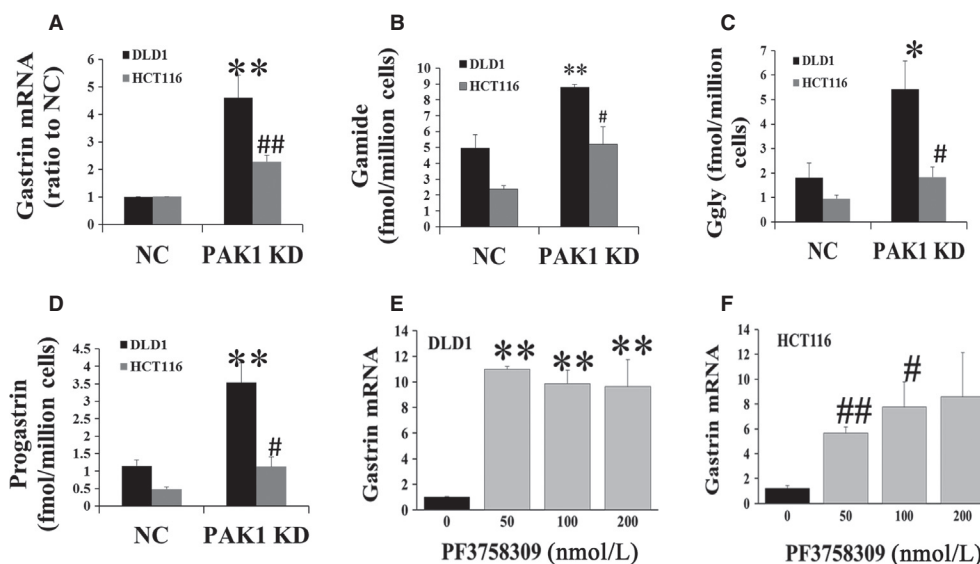 A
Gastrin mRNA
(ratio to NC)
DLD1
HCT116
6
5
4
3
2
1
0
**
##
NC
PAK1 KD
B
Gamide
(fmol/million cells)
DLD1
HCT116
10
9
8
7
6
5
4
3
2
1
0
**
#
NC
PAK1 KD
C
Ggly (fmol/million
cells)
DLD1
HCT116
7
6
5
4
3
2
1
0
*
#
NC
PAK1 KD
D
Progastrin
(fmol/million cells)
DLD1
HCT116
4.5
4
3.5
3
2.5
2
1.5
1
0.5
0
**
#
NC
PAK1 KD
E
Gastrin mRNA
DLD1
14
12
10
8
6
4
2
0
**
**
**
0 50 100 200
PF3758309 (nmol/L)
F
Gastrin mRNA
HCT116
14
12
10
8
6
4
2
0
##
#
0 50 100 200
PF3758309 (nmol/L)